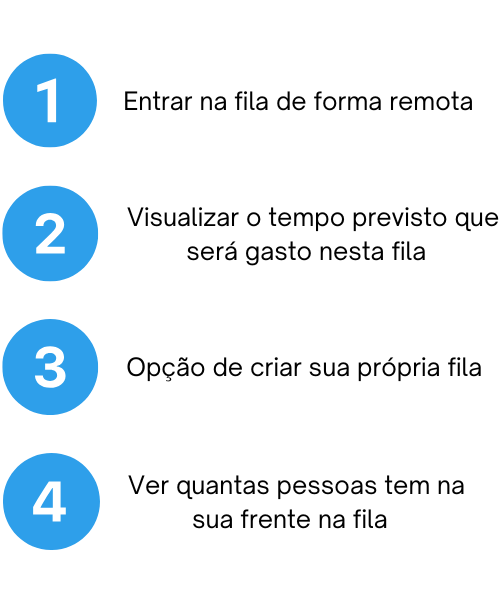 1
Entrar na fila de forma remota
2
Visualizar o tempo previsto que
será gasto nesta fila
3
Opção de criar sua própria fila
4
Ver quantas pessoas tem na
sua frente na fila